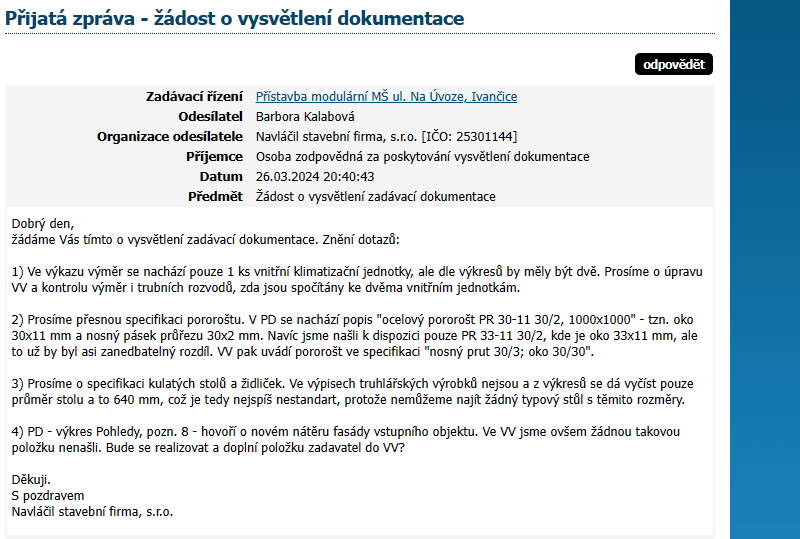 Přijatá zpráva - žádost o vysvětlení dokumentace
odpovědět
Zadávací řízení Přístavba modulární MŠ ul. Na Úvoze, Ivančice
Odesílatel Barbora Kalabová
Organizace odesílatele Navláčil stavební firma, s.r.o. [IČO: 25301144]
Příjemce Osoba zodpovědná za poskytování vysvětlení dokumentace
Datum 26.03.2024 20:40:43
Předmět Žádost o vysvětlení zadávací dokumentace
Dobrý den,
žádáme Vás tímto o vysvětlení zadávací dokumentace. Znění dotazů:
1) Ve výkazu výměr se nachází pouze 1 ks vnitřní klimatizační jednotky, ale dle výkresů by měly být dvě. Prosíme o úpravu
VV a kontrolu výměr i trubních rozvodů, zda jsou spočítány ke dvěma vnitřním jednotkám.
2) Prosíme přesnou specifikaci pororoštu. V PD se nachází popis "ocelový pororošt PR 30-11 30/2, 1000x1000" - tzn. oko
30x11 mm a nosný pásek průřezu 30x2 mm. Navíc jsme našli k dispozici pouze PR 33-11 30/2, kde je oko 33x11 mm, ale
to už by byl asi zanedbatelný rozdíl. VV pak uvádí pororošt ve specifikaci "nosný prut 30/3; oko 30/30".
3) Prosíme o specifikaci kulatých stolů a židliček. Ve výpisech truhlářských výrobků nejsou a z výkresů se dá vyčíst pouze
průměr stolu a to 640 mm, což je tedy nejspíš nestandart, protože nemůžeme najít žádný typový stůl s těmito rozměry.
4) PD - výkres Pohledy, pozn. 8 - hovoří o novém nátěru fasády vstupního objektu. Ve VV jsme ovšem žádnou takovou
položku nenašli. Bude se realizovat a doplní položku zadavatel do VV?
Děkuji.
S pozdravem
Navláčil stavební firma, s.r.o.